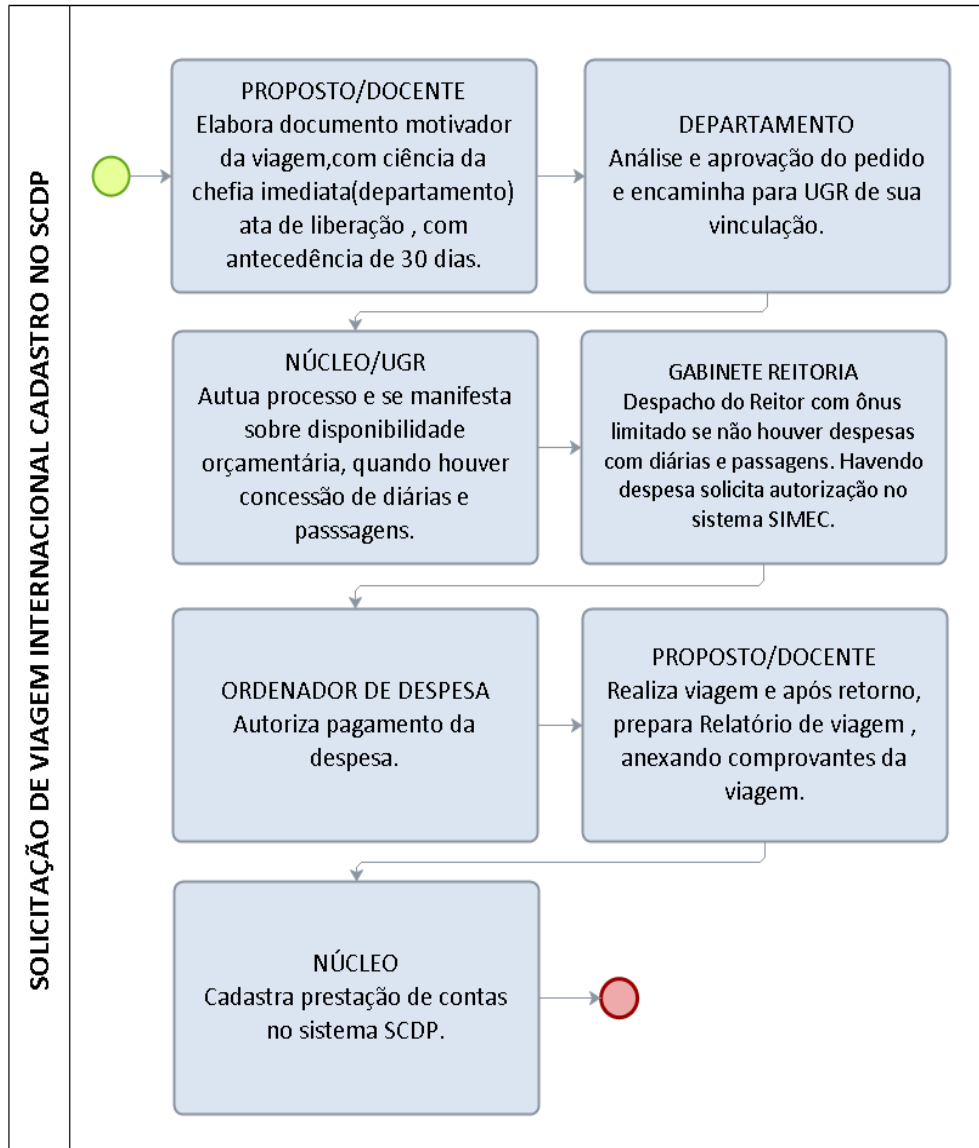 SOLICITAÇÃO DE VIAGEM INTERNACIONAL CADASTRO NO SCDP
PROPOSTO/DOCENTE
Elabora documento motivador
da viagem,com ciência da
chefia imediata(departamento)
ata de liberação , com
antecedência de 30 dias.
DEPARTAMENTO
Análise e aprovação do pedido
e encaminha para UGR de sua
vinculação.
NÚCLEO/UGR
Autua processo e se manifesta
sobre disponibilidade
orçamentária, quando houver
concessão de diárias e
passsagens.
GABINETE REITORIA
Despacho do Reitor com ônus
limitado se não houver despesas
com diárias e passagens. Havendo
despesa solicita autorização no
sistema SIMEC.
ORDENADOR DE DESPESA
Autoriza pagamento da
despesa.
PROPOSTO/DOCENTE
Realiza viagem e após retorno,
prepara Relatório de viagem ,
anexando comprovantes da
viagem.
NÚCLEO
Cadastra prestação de contas
no sistema SCDP.